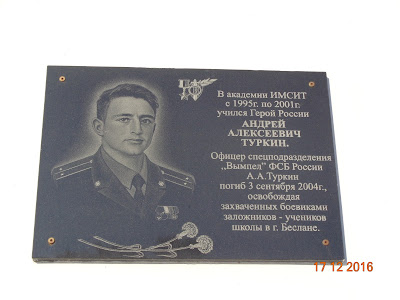 В академии ИМСИТ
с 1995г. по 2001г.
учился Герой России
АНДРЕЙ
АЛЕКСЕЕВИЧ
ТУРКИН.
Офицер спецподразделения
„Вымпел" ФСБ России
А.А.Туркин
погиб 3 сентября 2004г.,
освобождая
захваченных боевиками
заложников - учеников
школы в г. Беслане.
17 12 2016